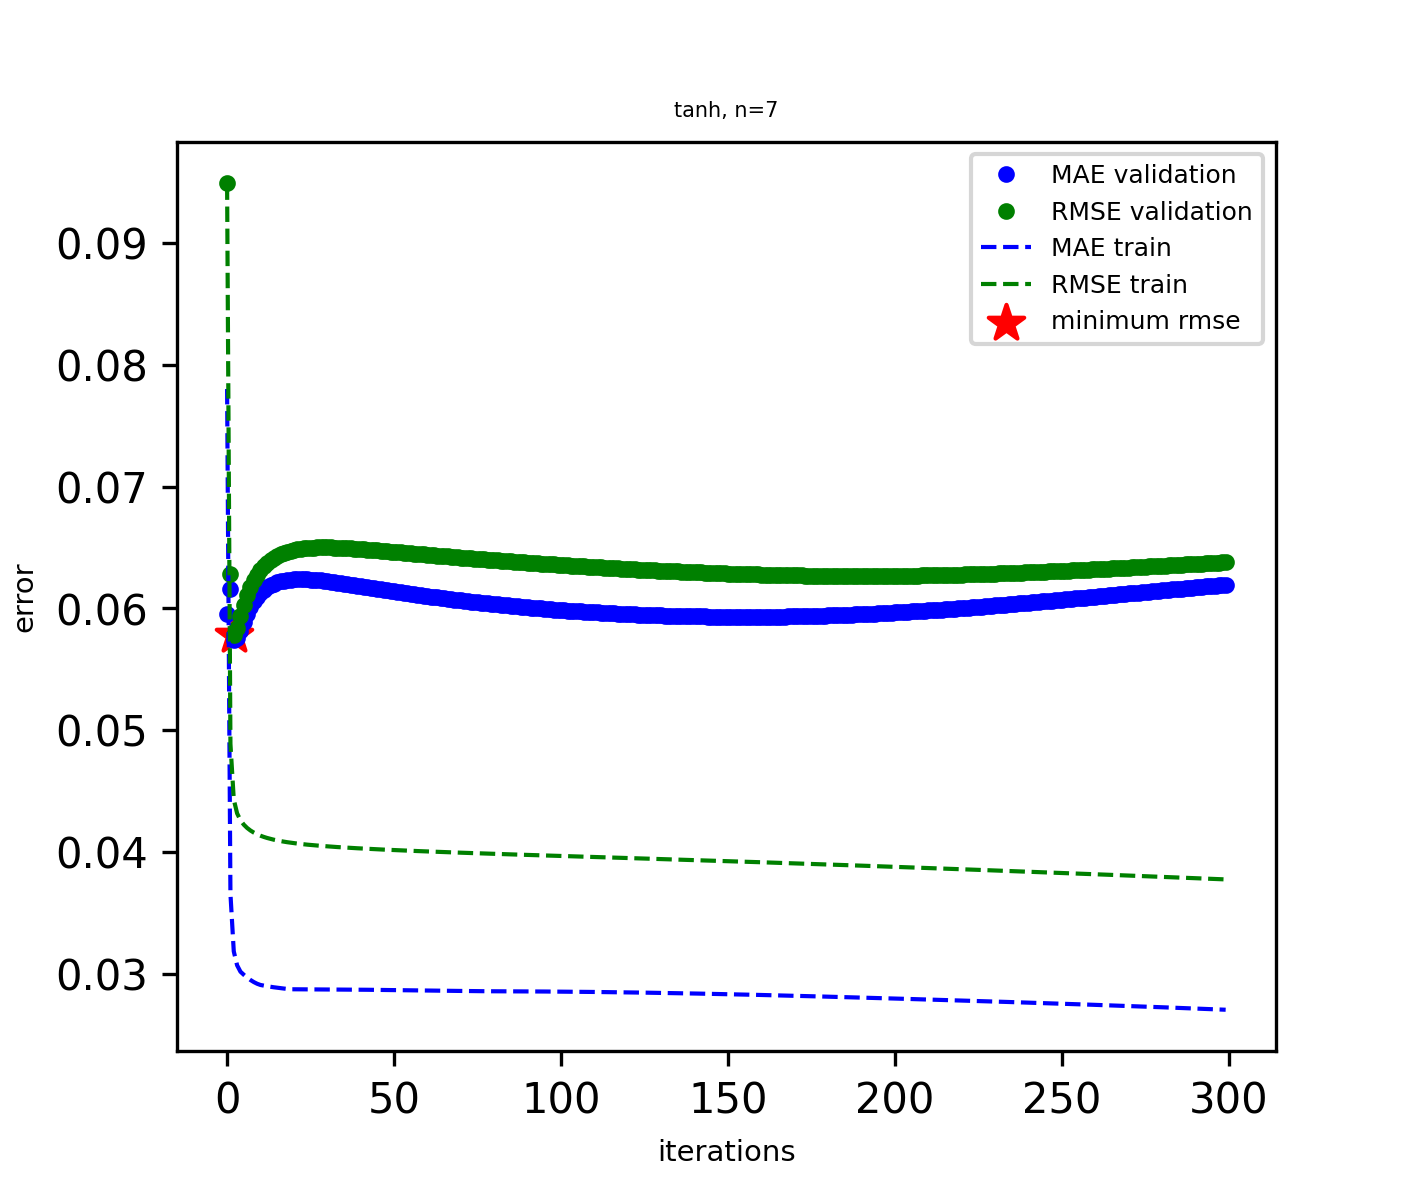 tanh, n=7
MAE validation
RMSE validation
MAE train
RMSE train
minimum rmse
error
0.09
0.08
0.07
0.06
0.05
0.04
0.03
0 50 100 150 200 250 300
iterations